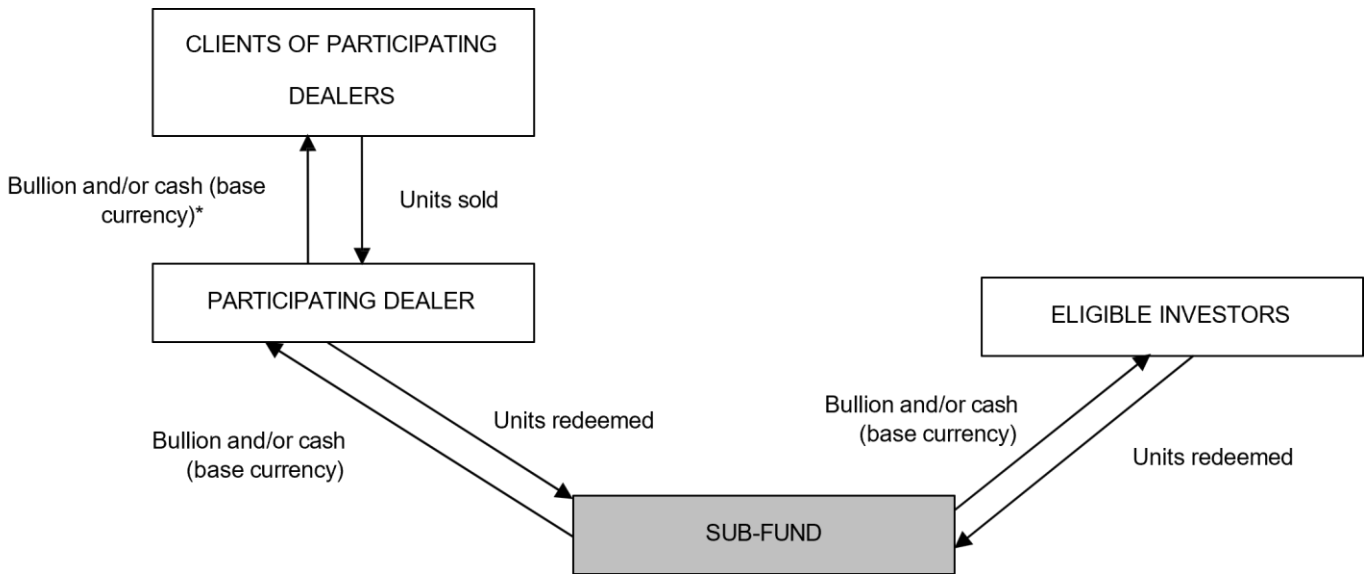 CLIENTS OF PARTICIPATING
DEALERS
Bullion and/or cash (base
currency)*
Units sold
PARTICIPATING DEALER
ELIGIBLE INVESTORS
Bullion and/or cash
(base currency)
Units redeemed
Bullion and/or cash
(base currency)
Units redeemed
SUB-FUND